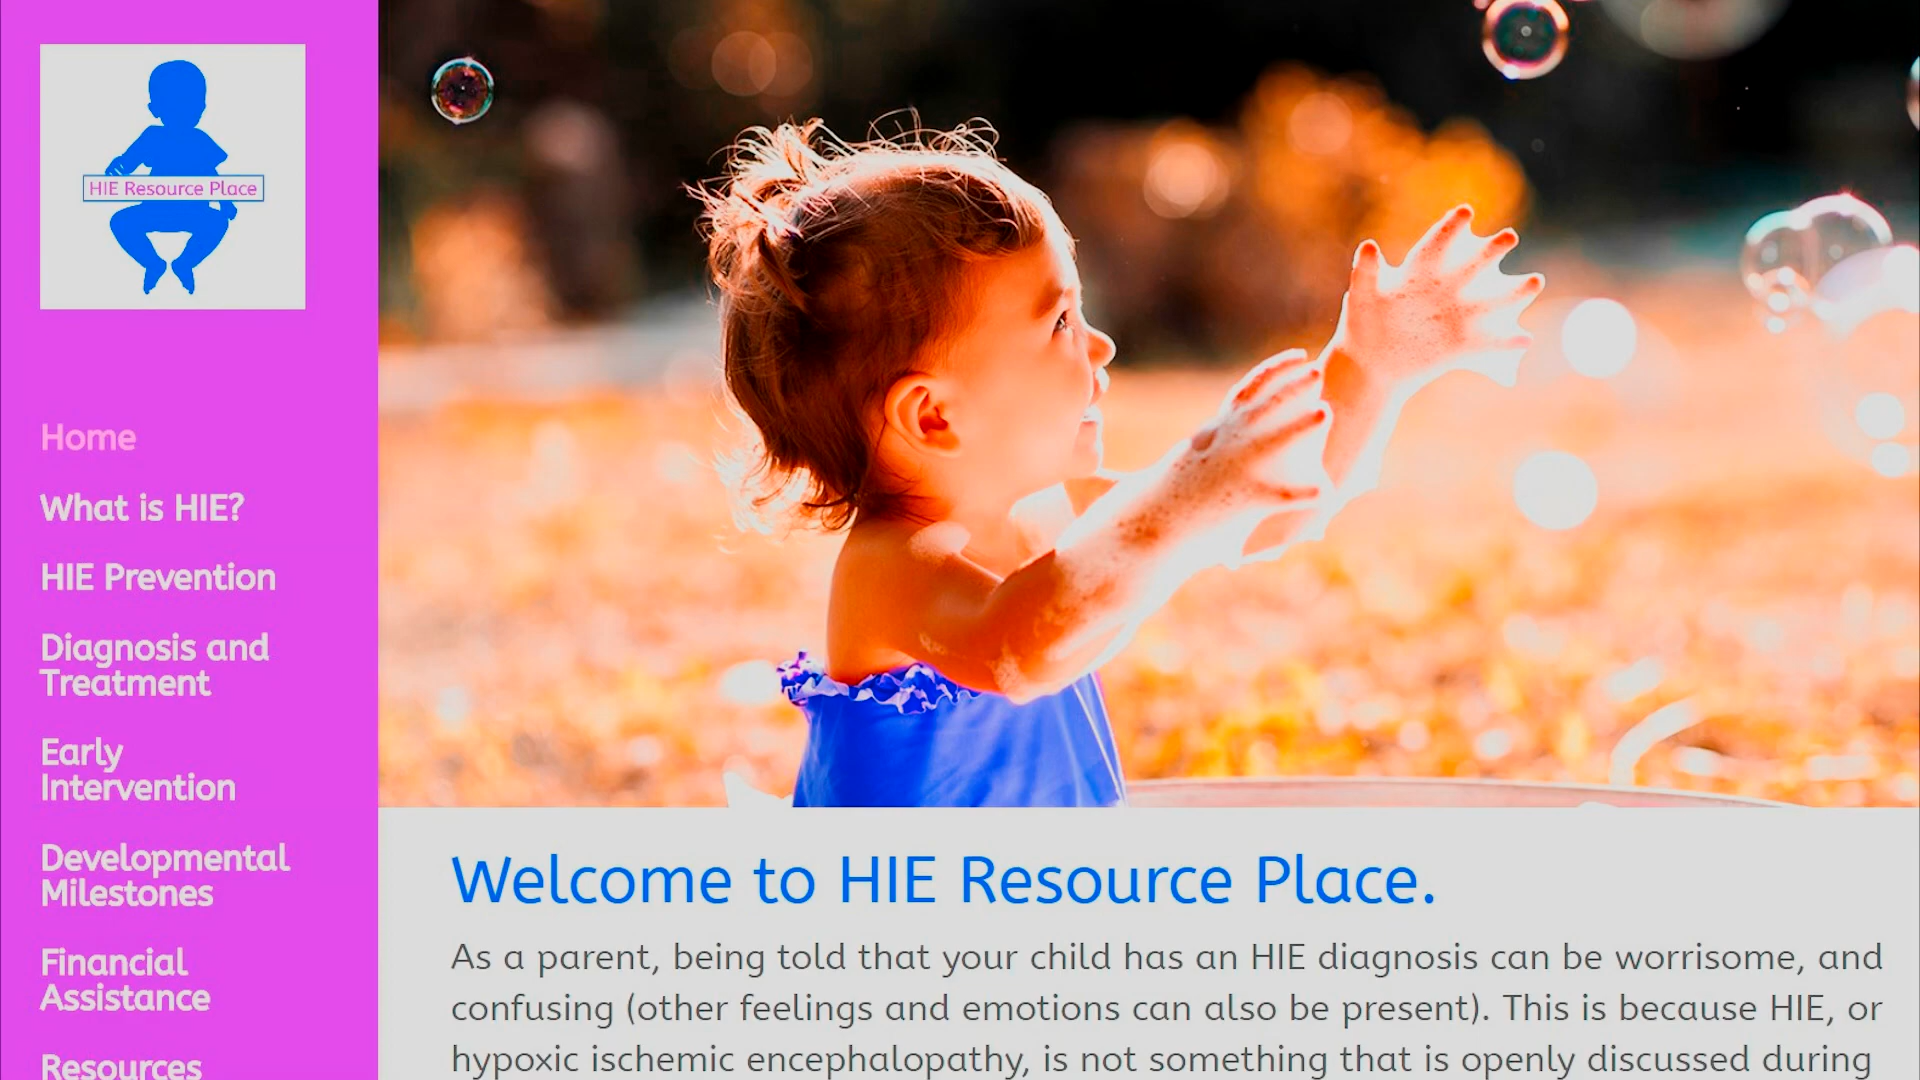 HIE Resource Place
Home
What is HIE?
HIE Prevention
Diagnosis and
Treatment
Early
Intervention
Developmental
Milestones
Financial
Assistance
Resources
Welcome to HIE Resource Place.
As a parent, being told that your child has an HIE diagnosis can be worrisome, and
confusing (other feelings and emotions can also be present). This is because HIE, or
hypoxic ischemic encephalopathy, is not something that is openly discussed during